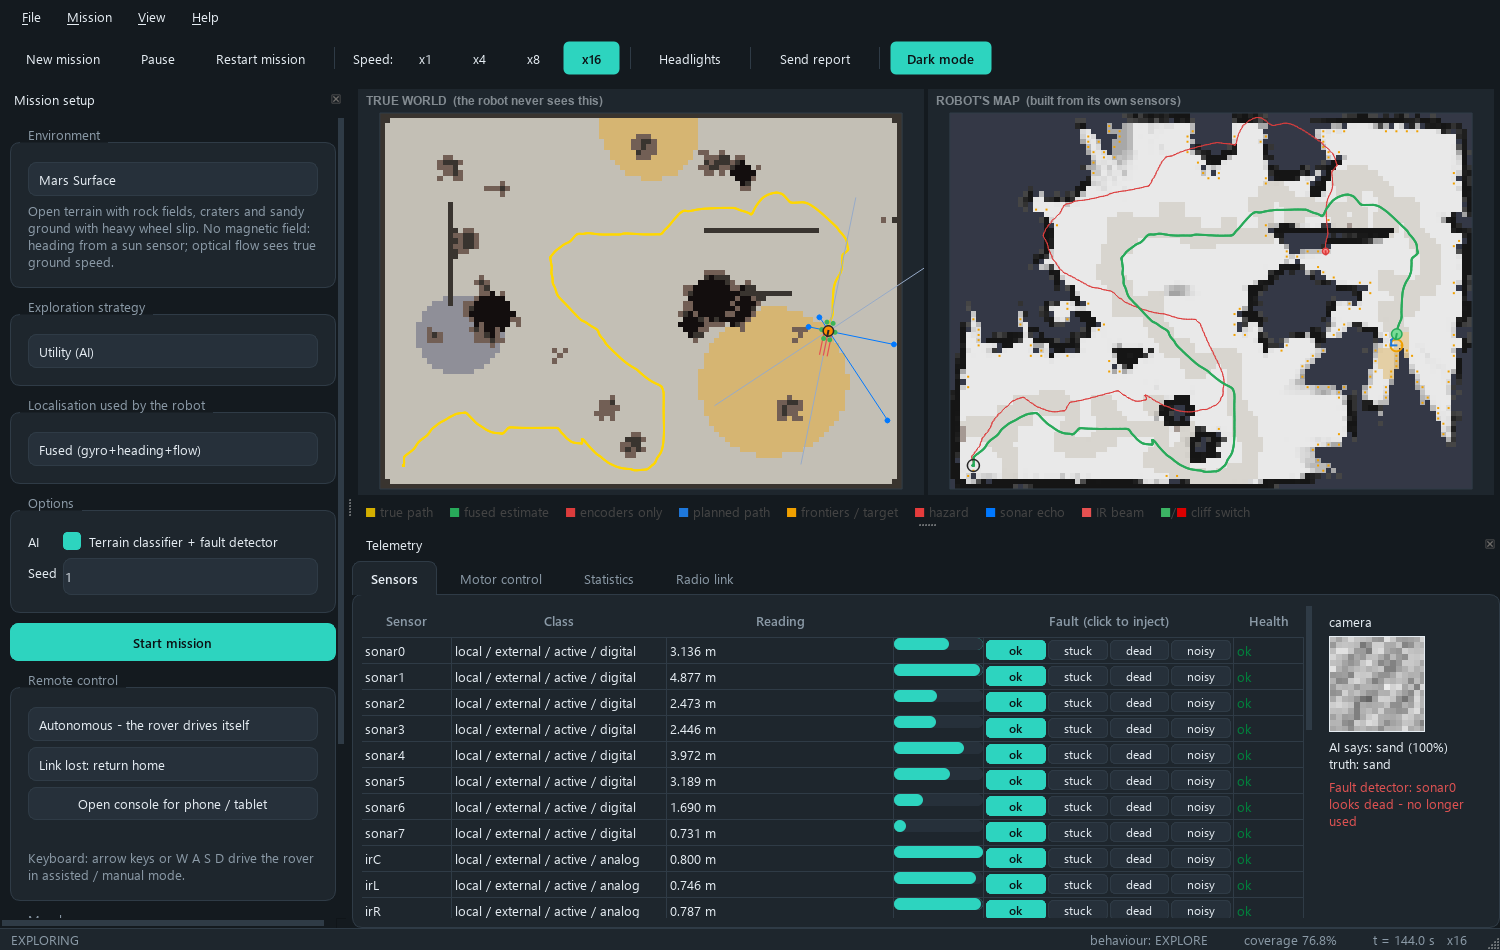 File Mission View Help
New mission Pause Restart mission Speed: x1 x4 x8 x16 Headlights Send report Dark mode
Mission setup
Environment
Mars Surface
Open terrain with rock fields, craters and sandy
ground with heavy wheel slip. No magnetic field:
heading from a sun sensor; optical flow sees true
ground speed.
Exploration strategy
Utility (AI)
Localisation used by the robot
Fused (gyro+heading+flow)
Options
AI Terrain classifier + fault detector
Seed 1
Start mission
Remote control
Autonomous - the rover drives itself
Link lost: return home
Open console for phone / tablet
Keyboard: arrow keys or W A S D drive the rover
in assisted / manual mode.
TRUE WORLD (the robot never sees this)
ROBOT'S MAP (built from its own sensors)
true path fused estimate encoders only planned path frontiers / target hazard sonar echo IR beam / cliff switch
Telemetry
Sensors Motor control Statistics Radio link
Sensor Class Reading Fault (click to inject) Health
sonar0 local / external / active / digital 3.136 m ok stuck dead noisy ok
sonar1 local / external / active / digital 4.877 m ok stuck dead noisy ok
sonar2 local / external / active / digital 2.473 m ok stuck dead noisy ok
sonar3 local / external / active / digital 2.446 m ok stuck dead noisy ok
sonar4 local / external / active / digital 3.972 m ok stuck dead noisy ok
sonar5 local / external / active / digital 3.189 m ok stuck dead noisy ok
sonar6 local / external / active / digital 1.690 m ok stuck dead noisy ok
sonar7 local / external / active / digital 0.731 m ok stuck dead noisy ok
irC local / external / active / analog 0.800 m ok stuck dead noisy ok
irL local / external / active / analog 0.746 m ok stuck dead noisy ok
irR local / external / active / analog 0.787 m ok stuck dead noisy ok
camera
AI says: sand (100%)
truth: sand
Fault detector: sonar0
looks dead - no longer
used
EXPLORING behaviour: EXPLORE coverage 76.8% t = 144.0 s x16